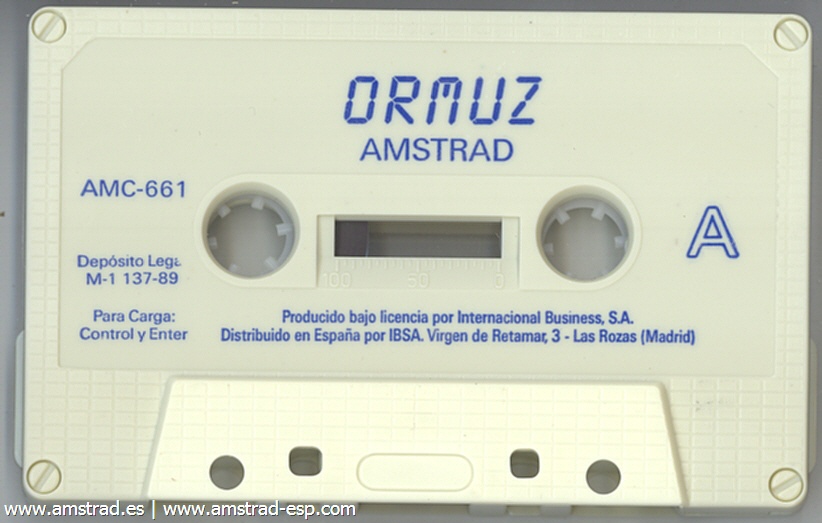 ORMUZ
AMSTRAD
AMC-661
A
Depósito Lega
M-1 137-89
Para Carga:
Control y Enter
Producido bajo licencia por Internacional Business, S.A.
Distribuido en España por IBSA. Virgen de Retamar, 3 - Las Rozas (Madrid)
100 50 0
www.amstrad.es | www.amstrad-esp.com